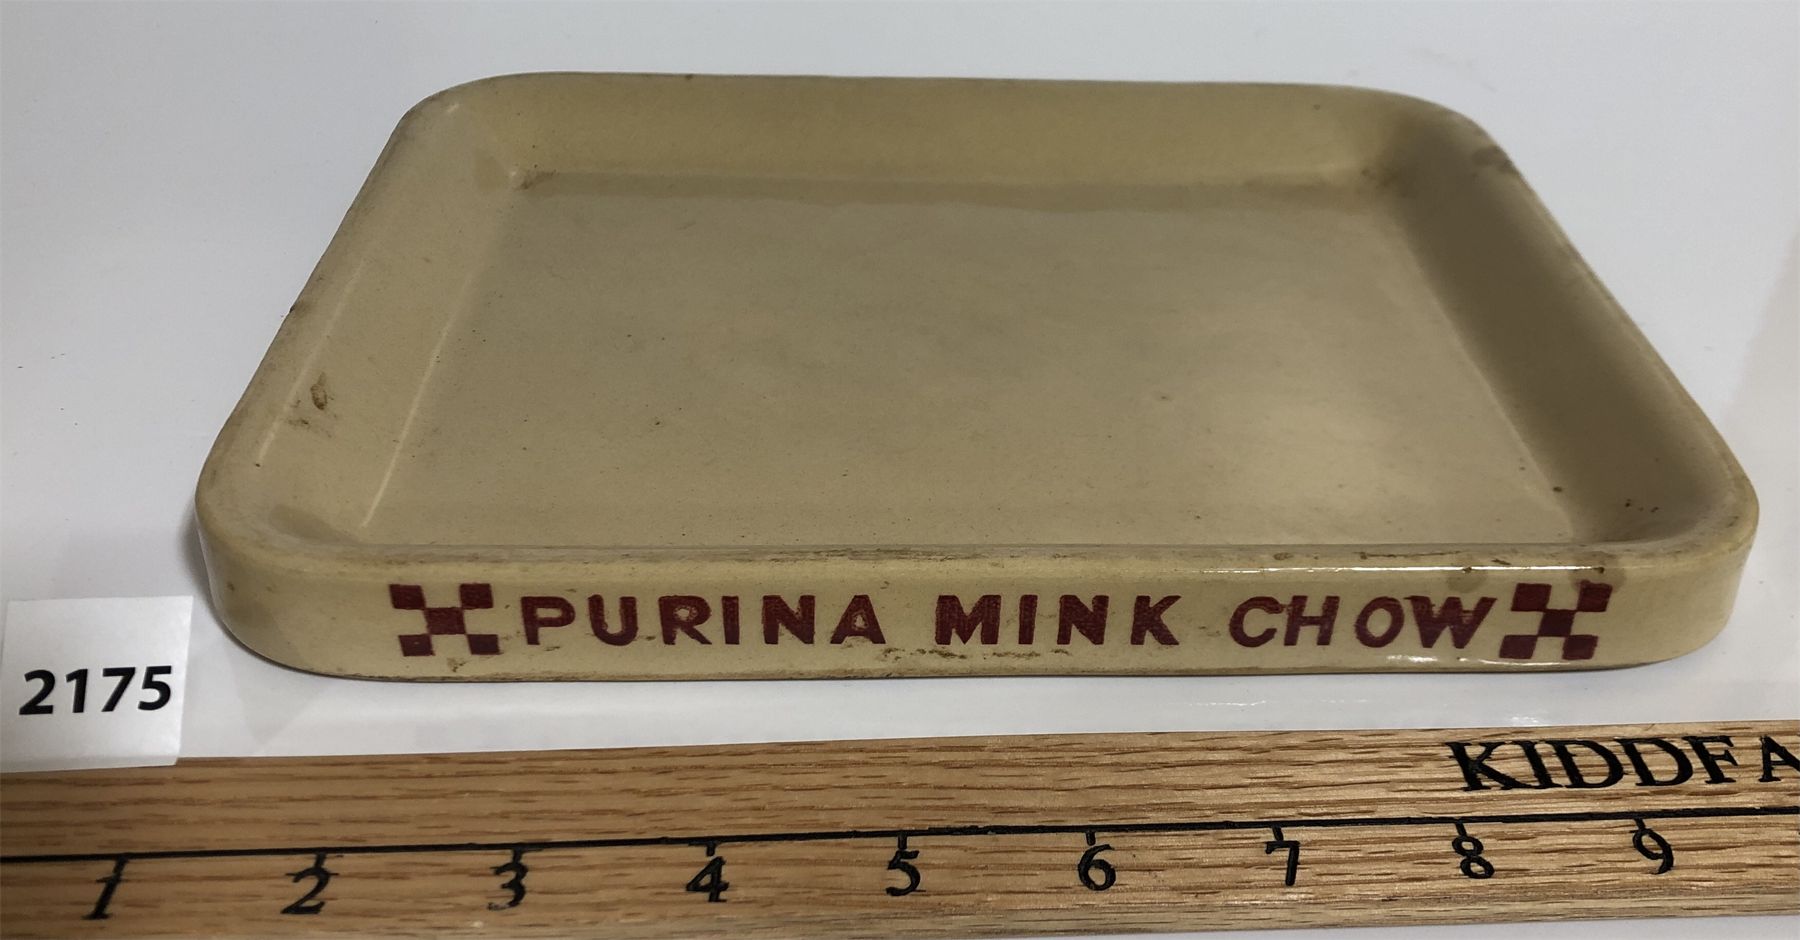 PURINA MINK CHOW
2175
KIDDFA
1 2 3 4 5 6 7 8 9